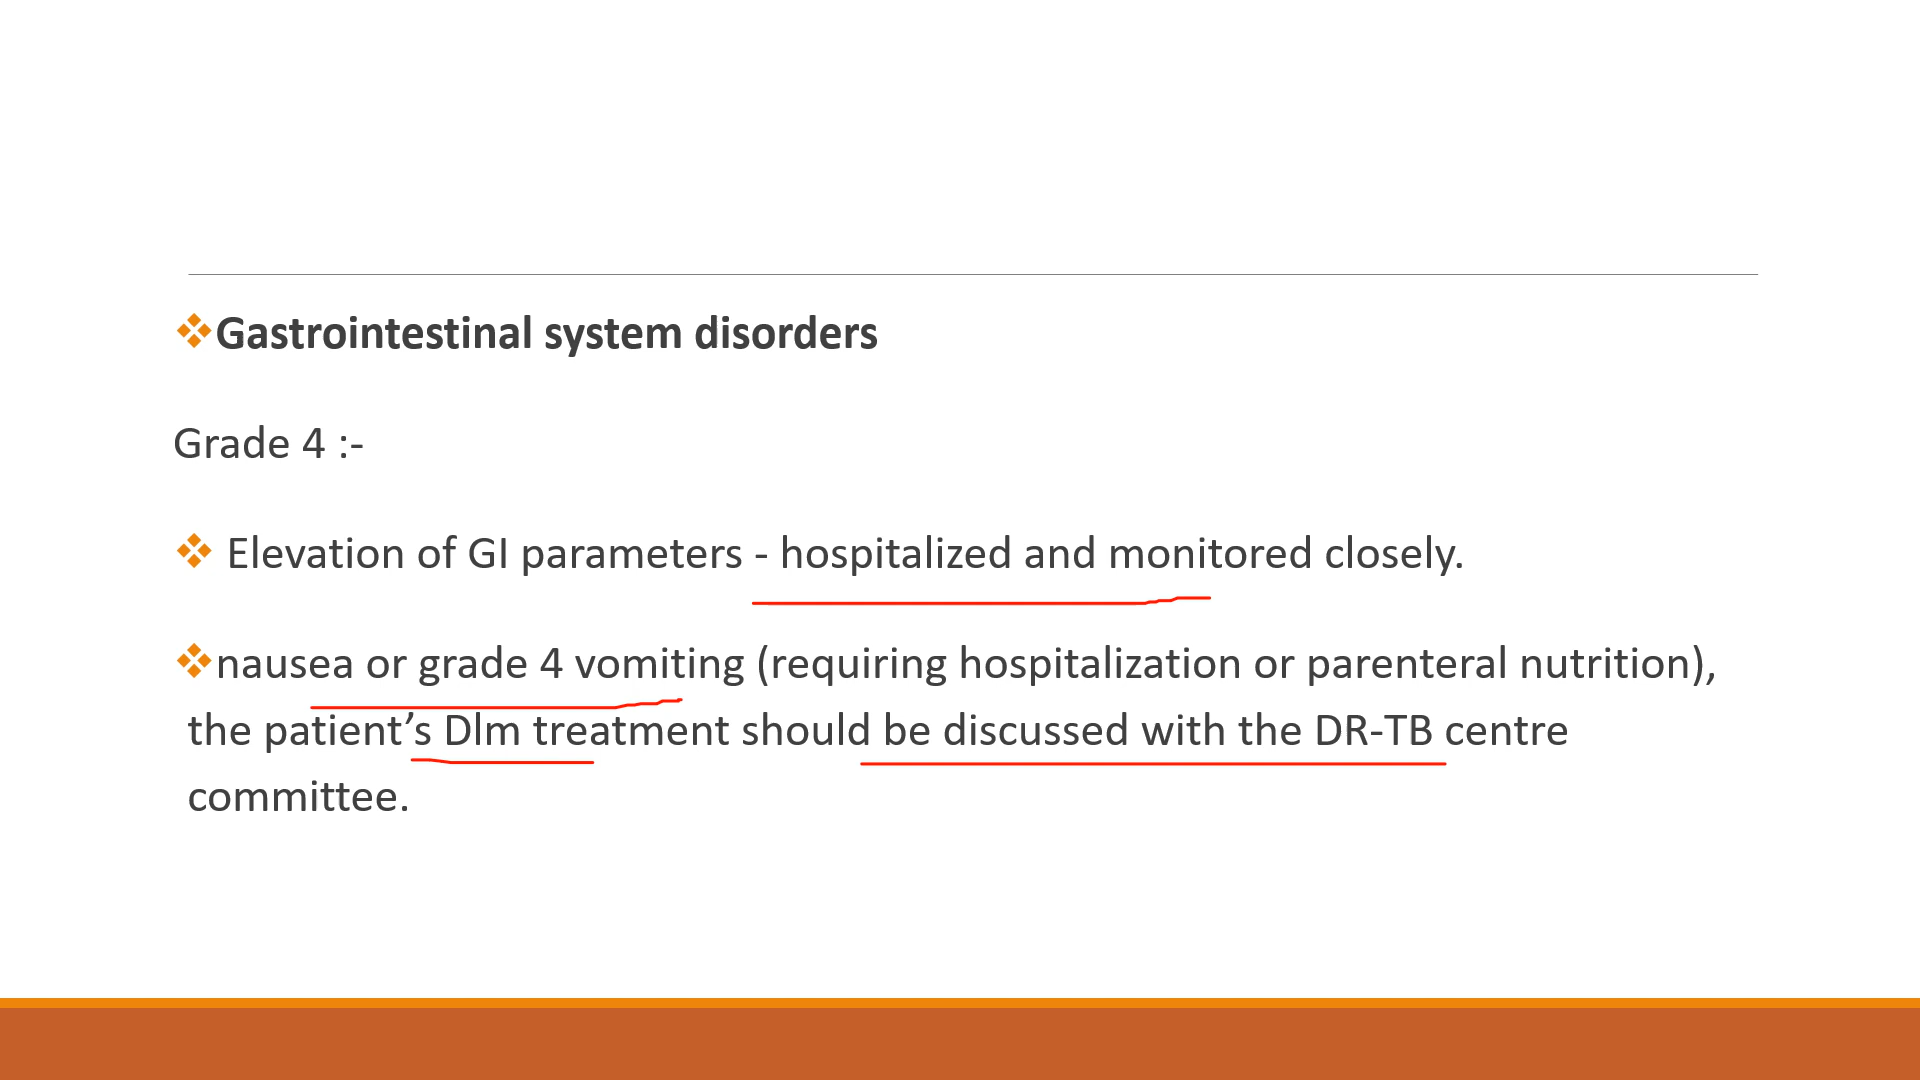 Gastrointestinal system disorders
Grade 4 :-
Elevation of GI parameters - hospitalized and monitored closely.
nausea or grade 4 vomiting (requiring hospitalization or parenteral nutrition),
the patient’s Dlm treatment should be discussed with the DR-TB centre
committee.